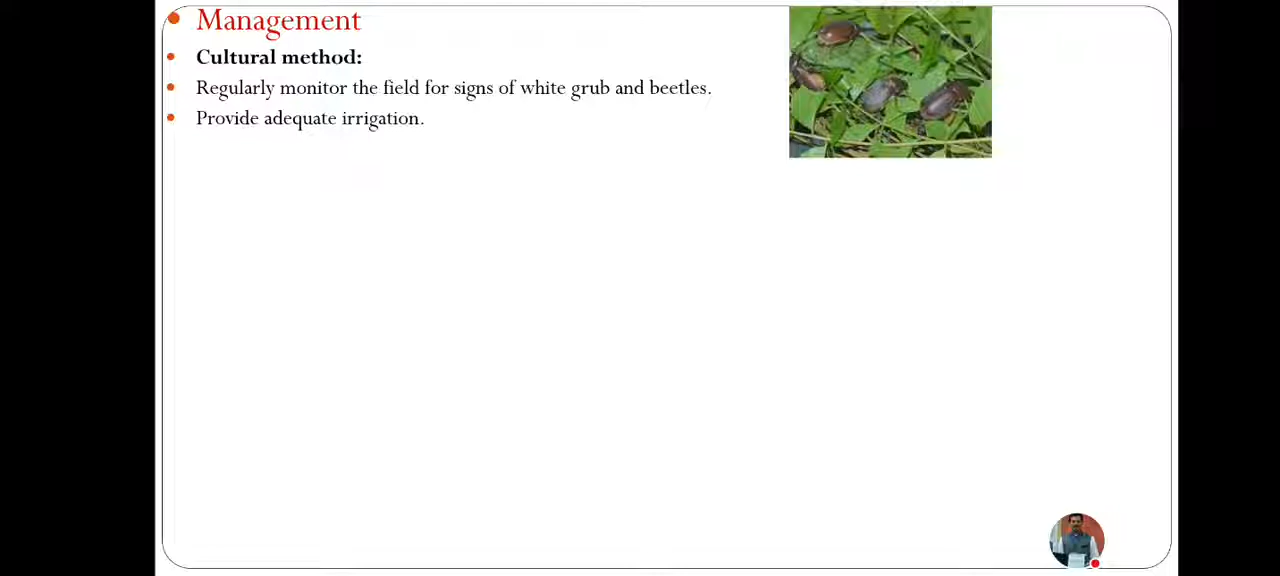 Management
Cultural method:
Regularly monitor the field for signs of white grub and beetles.
Provide adequate irrigation.